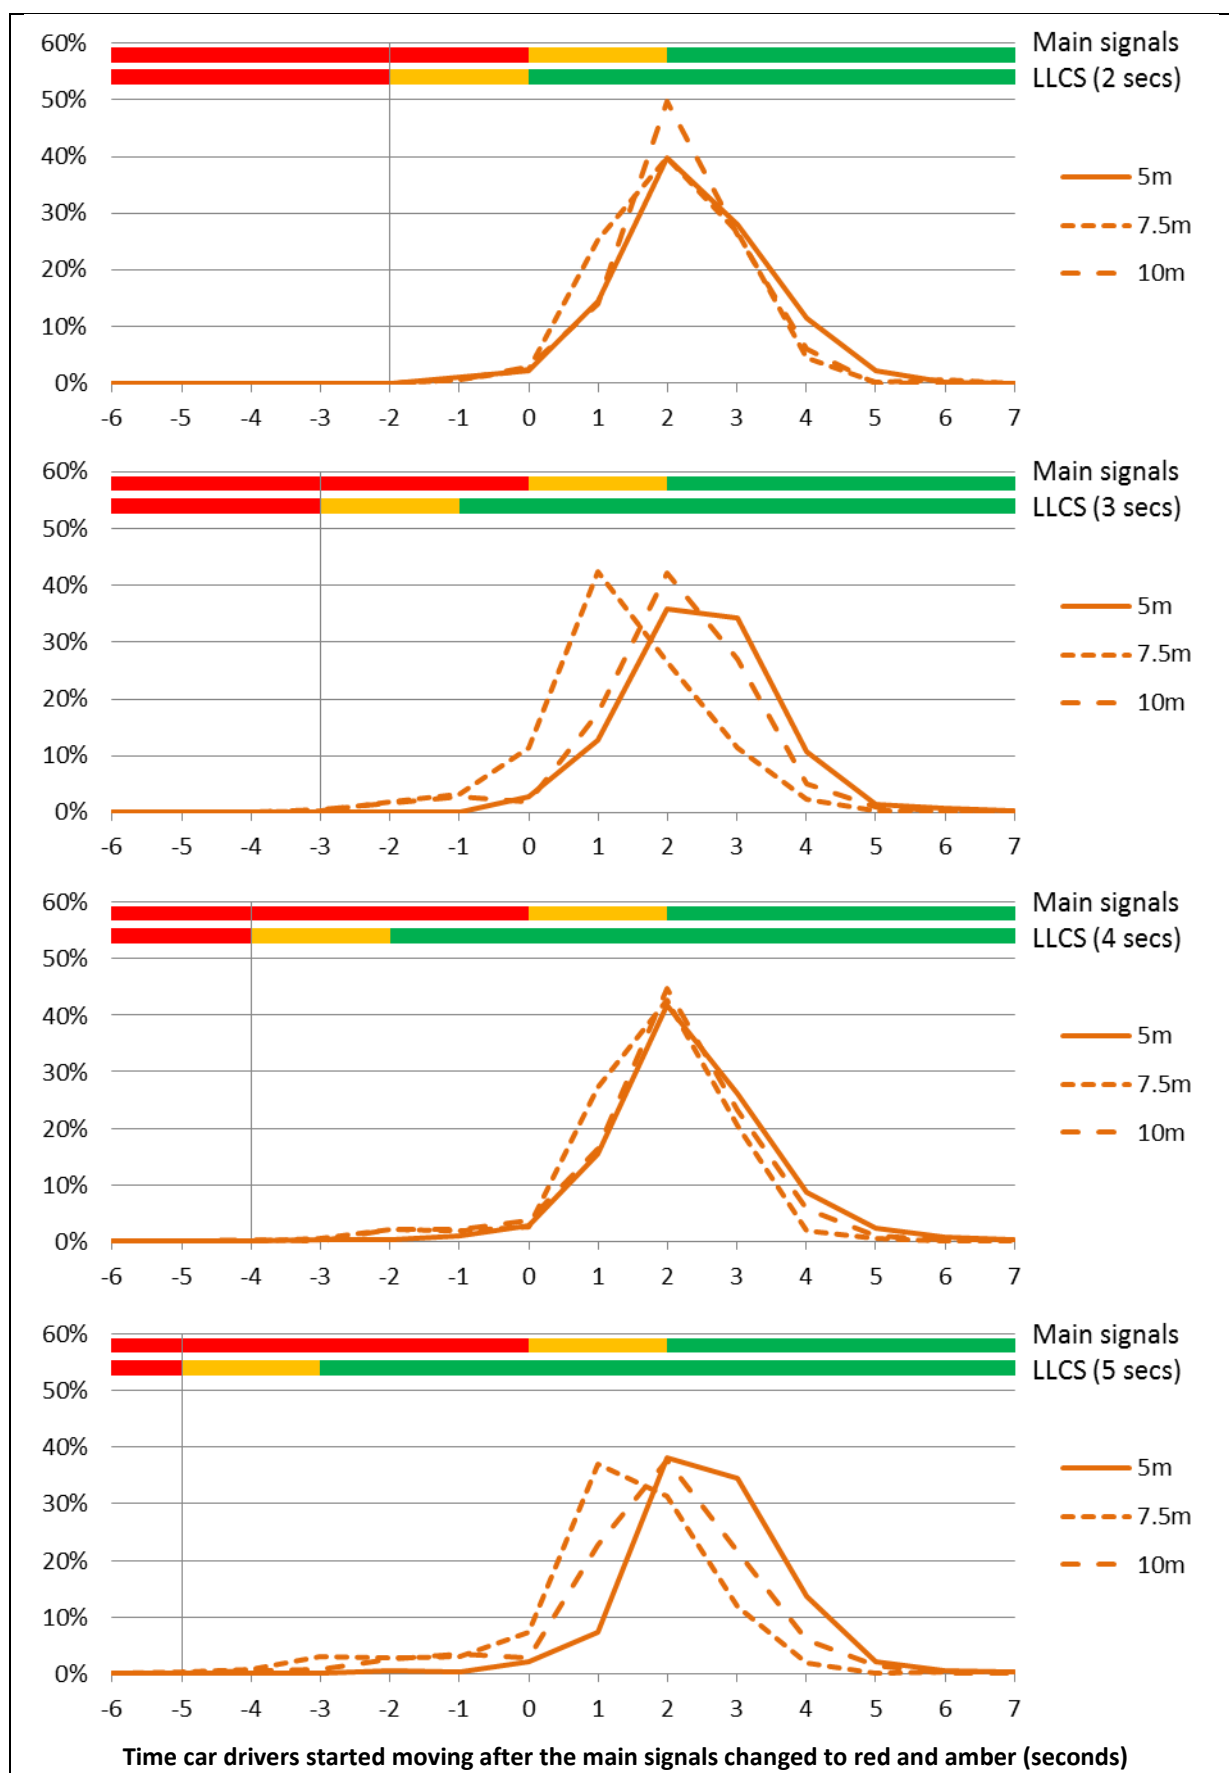 60% Main signals
LLCS (2 secs)
50%
40%
5m
30%
7.5m
20%
10m
10%
0%
-6 -5 -4 -3 -2 -1 0 1 2 3 4 5 6 7
60% Main signals
LLCS (3 secs)
50%
40%
5m
30%
7.5m
20%
10m
10%
0%
-6 -5 -4 -3 -2 -1 0 1 2 3 4 5 6 7
60% Main signals
LLCS (4 secs)
50%
40%
5m
30%
7.5m
20%
10m
10%
0%
-6 -5 -4 -3 -2 -1 0 1 2 3 4 5 6 7
60% Main signals
LLCS (5 secs)
50%
40%
5m
30%
7.5m
20%
10m
10%
0%
-6 -5 -4 -3 -2 -1 0 1 2 3 4 5 6 7
Time car drivers started moving after the main signals changed to red and amber (seconds)